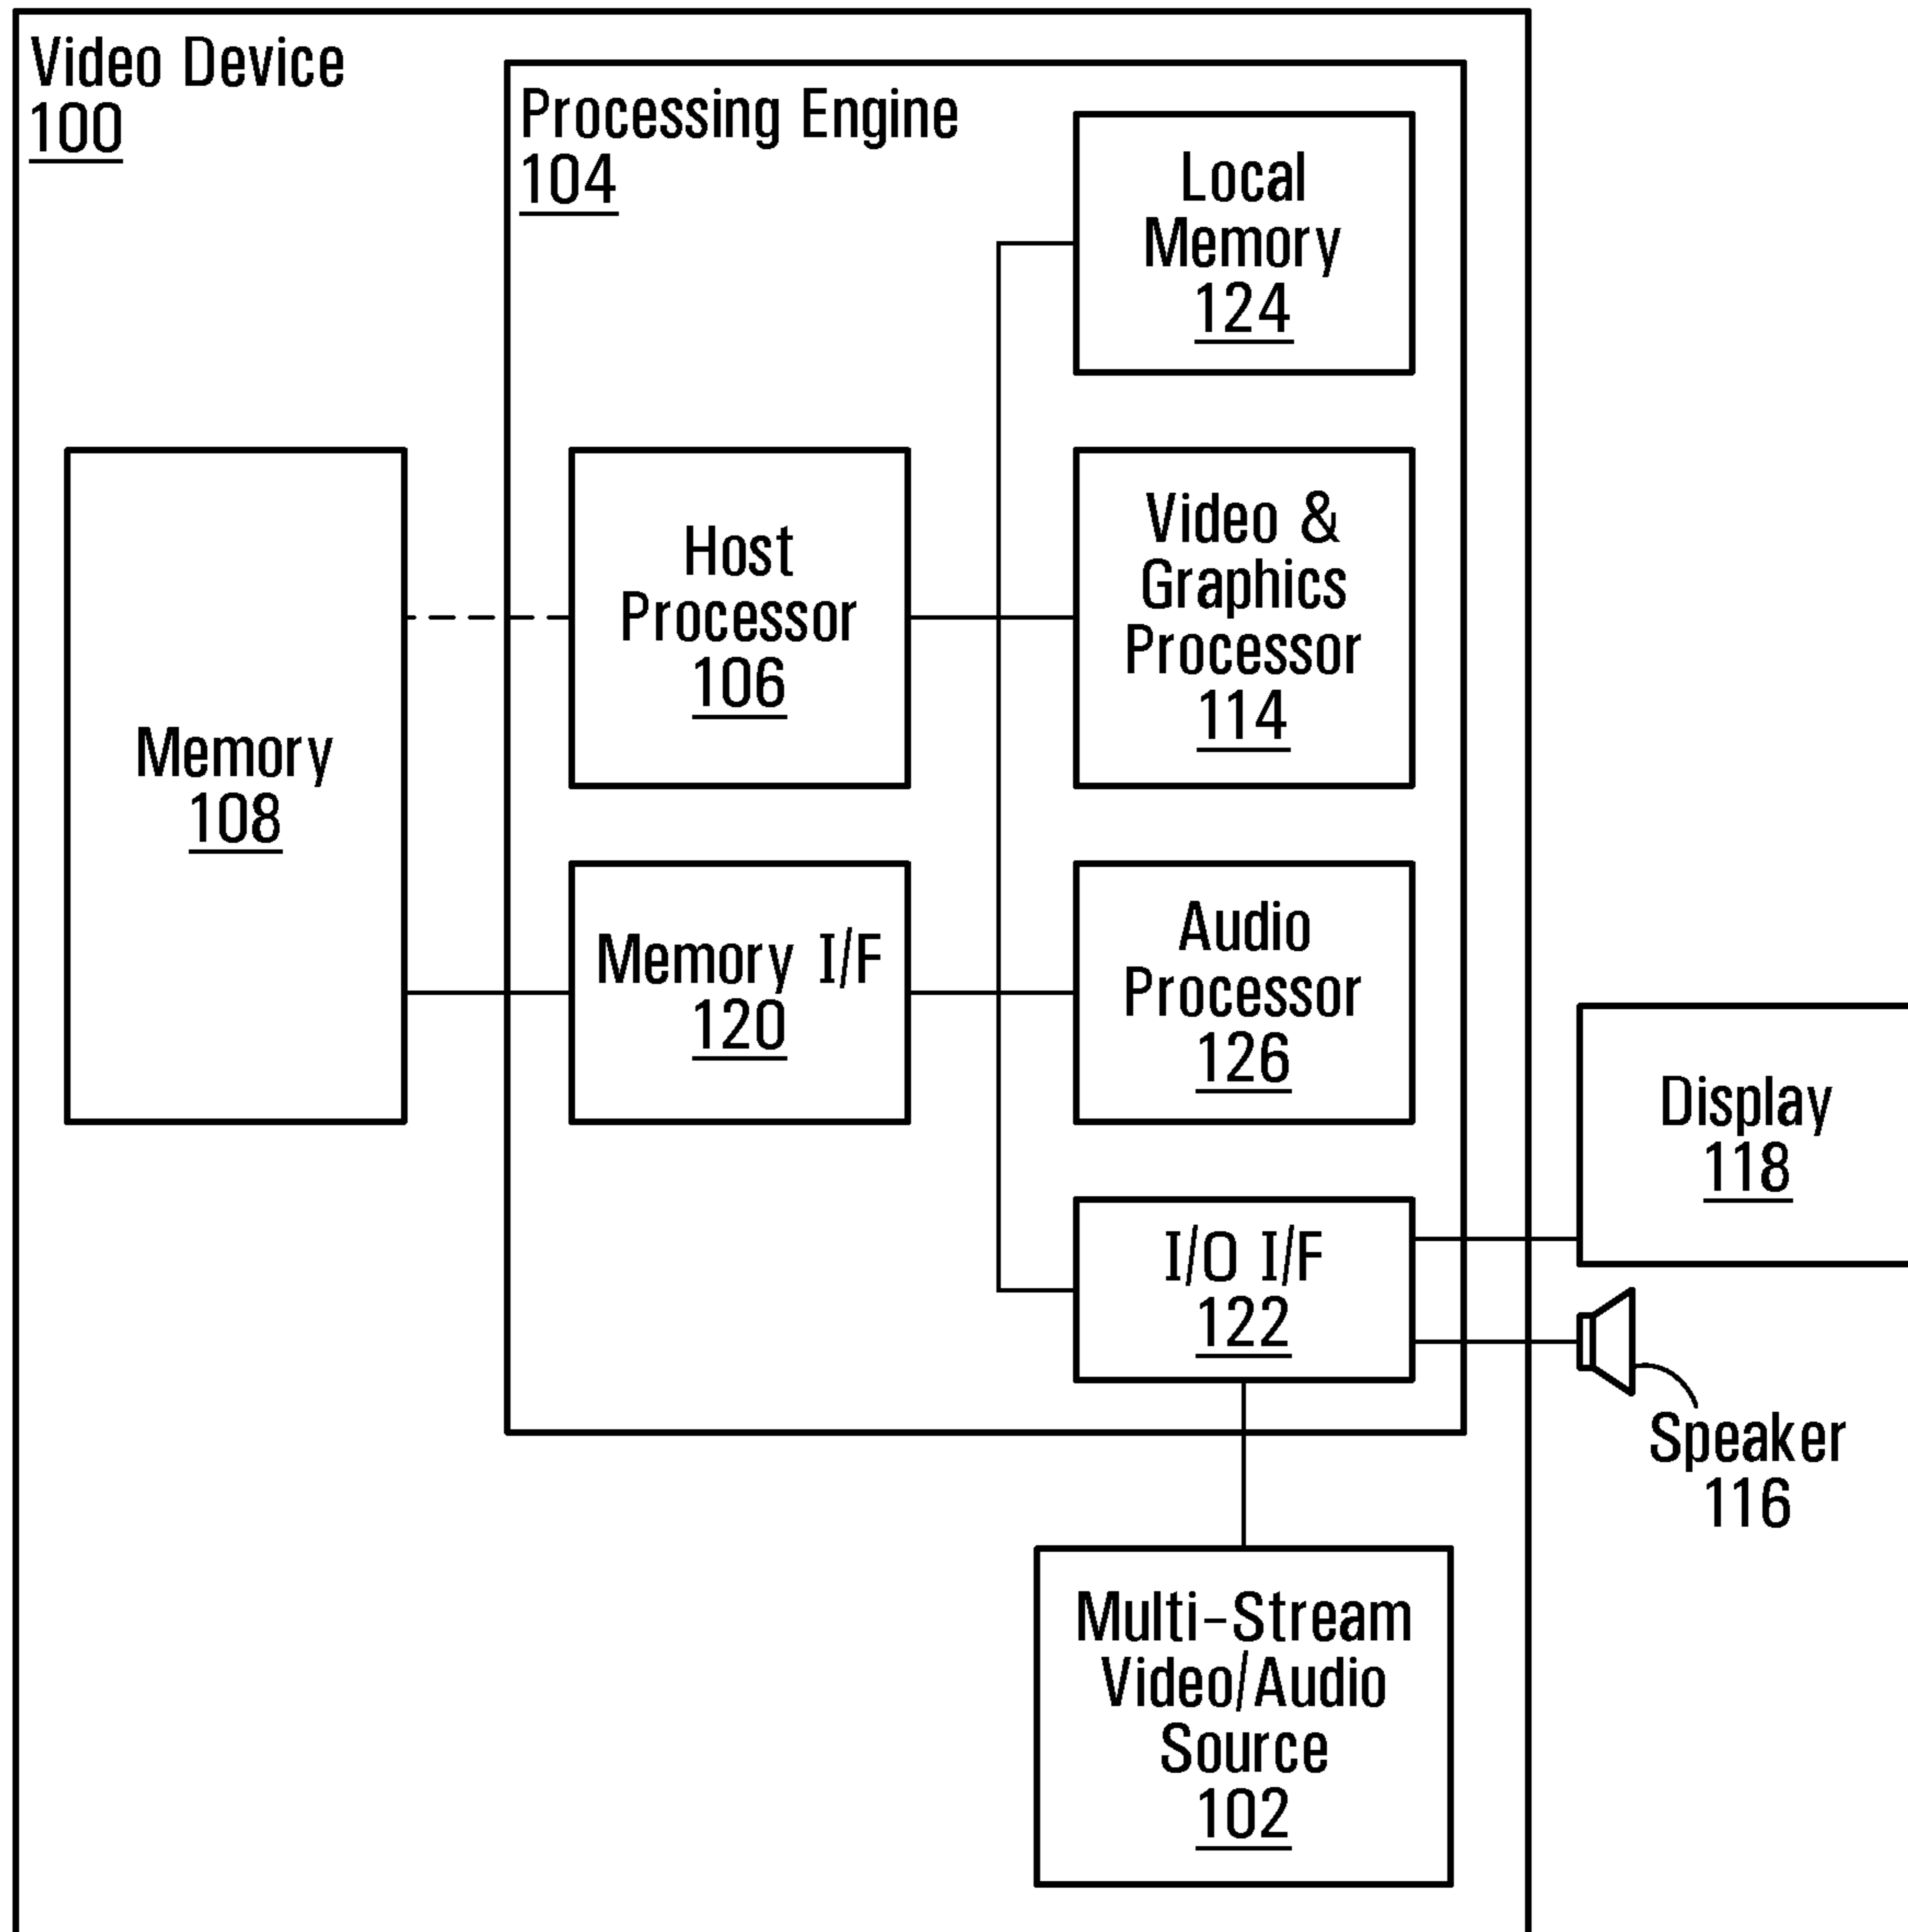 Video Device
100
Processing Engine
104
Local
Memory
124
Memory
108
Host
Processor
106
Video &
Graphics
Processor
114
Memory I/F
120
Audio
Processor
126
I/O I/F
122
Display
118
Speaker
116
Multi-Stream
Video/Audio
Source
102